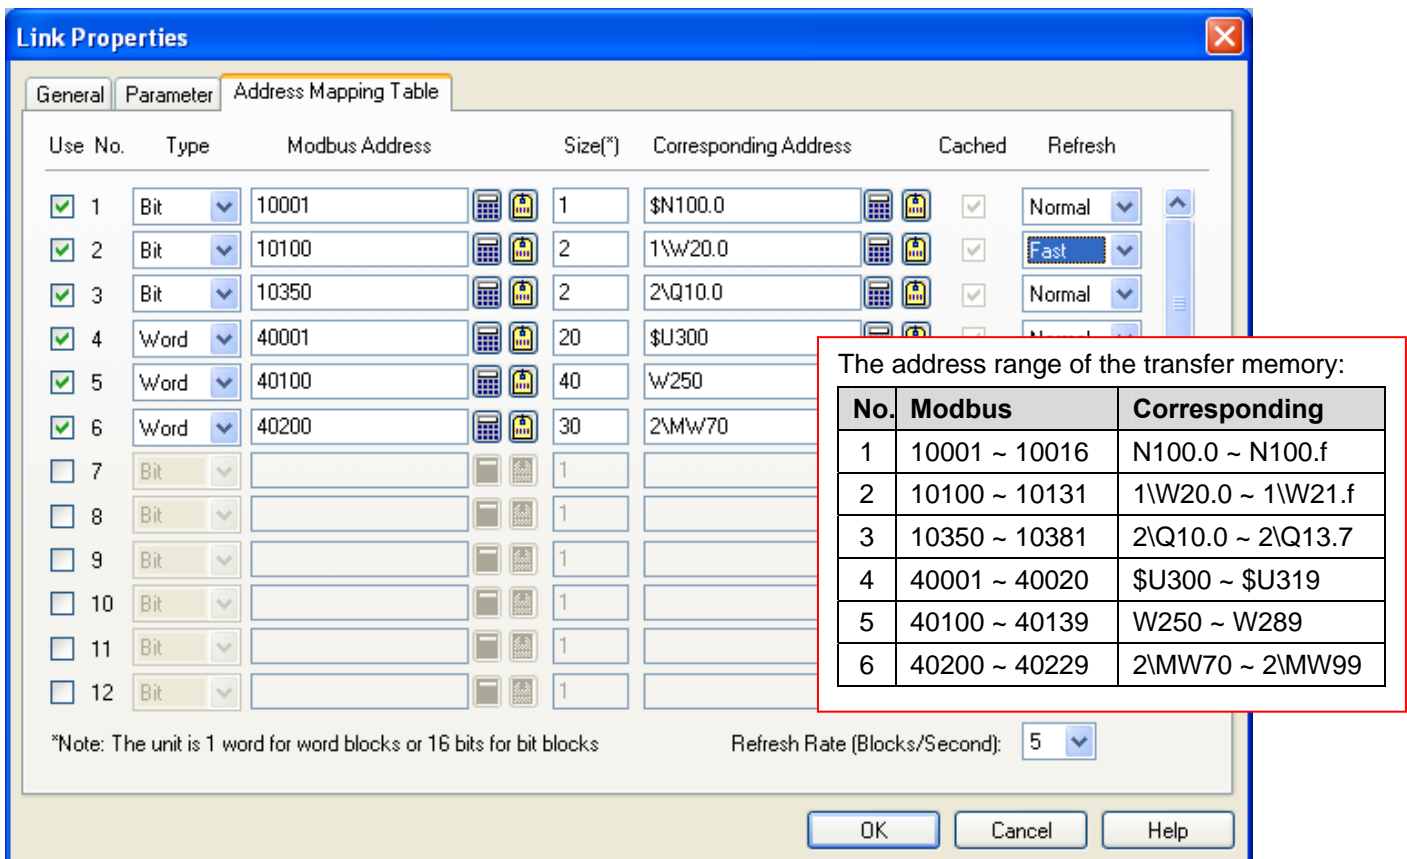 Link Properties
General Parameter Address Mapping Table
Use No. Type Modbus Address Size(*) Corresponding Address Cached Refresh
1 Bit 10001 1 $N100.0 Normal
2 Bit 10100 2 1\W20.0 Fast
3 Bit 10350 2 2\Q10.0 Normal
4 Word 40001 20 $U300
5 Word 40100 40 W250
6 Word 40200 30 2\MW70
7 Bit 1
8 Bit 1
9 Bit 1
10 Bit 1
11 Bit 1
12 Bit 1
The address range of the transfer memory:
No. Modbus Corresponding
1 10001 ~ 10016 N100.0 ~ N100.f
2 10100 ~ 10131 1\W20.0 ~ 1\W21.f
3 10350 ~ 10381 2\Q10.0 ~ 2\Q13.7
4 40001 ~ 40020 $U300 ~ $U319
5 40100 ~ 40139 W250 ~ W289
6 40200 ~ 40229 2\MW70 ~ 2\MW99
*Note: The unit is 1 word for word blocks or 16 bits for bit blocks Refresh Rate (Blocks/Second): 5
OK Cancel Help